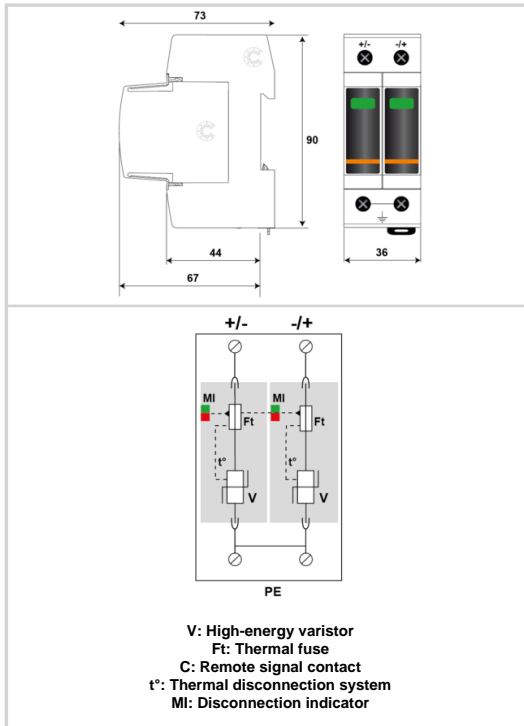 73
+/- -/+
90
44
67
36
+/- -/+
MI MI
Ft Ft
t° t°
V V
PE
V: High-energy varistor
Ft: Thermal fuse
C: Remote signal contact
t°: Thermal disconnection system
MI: Disconnection indicator